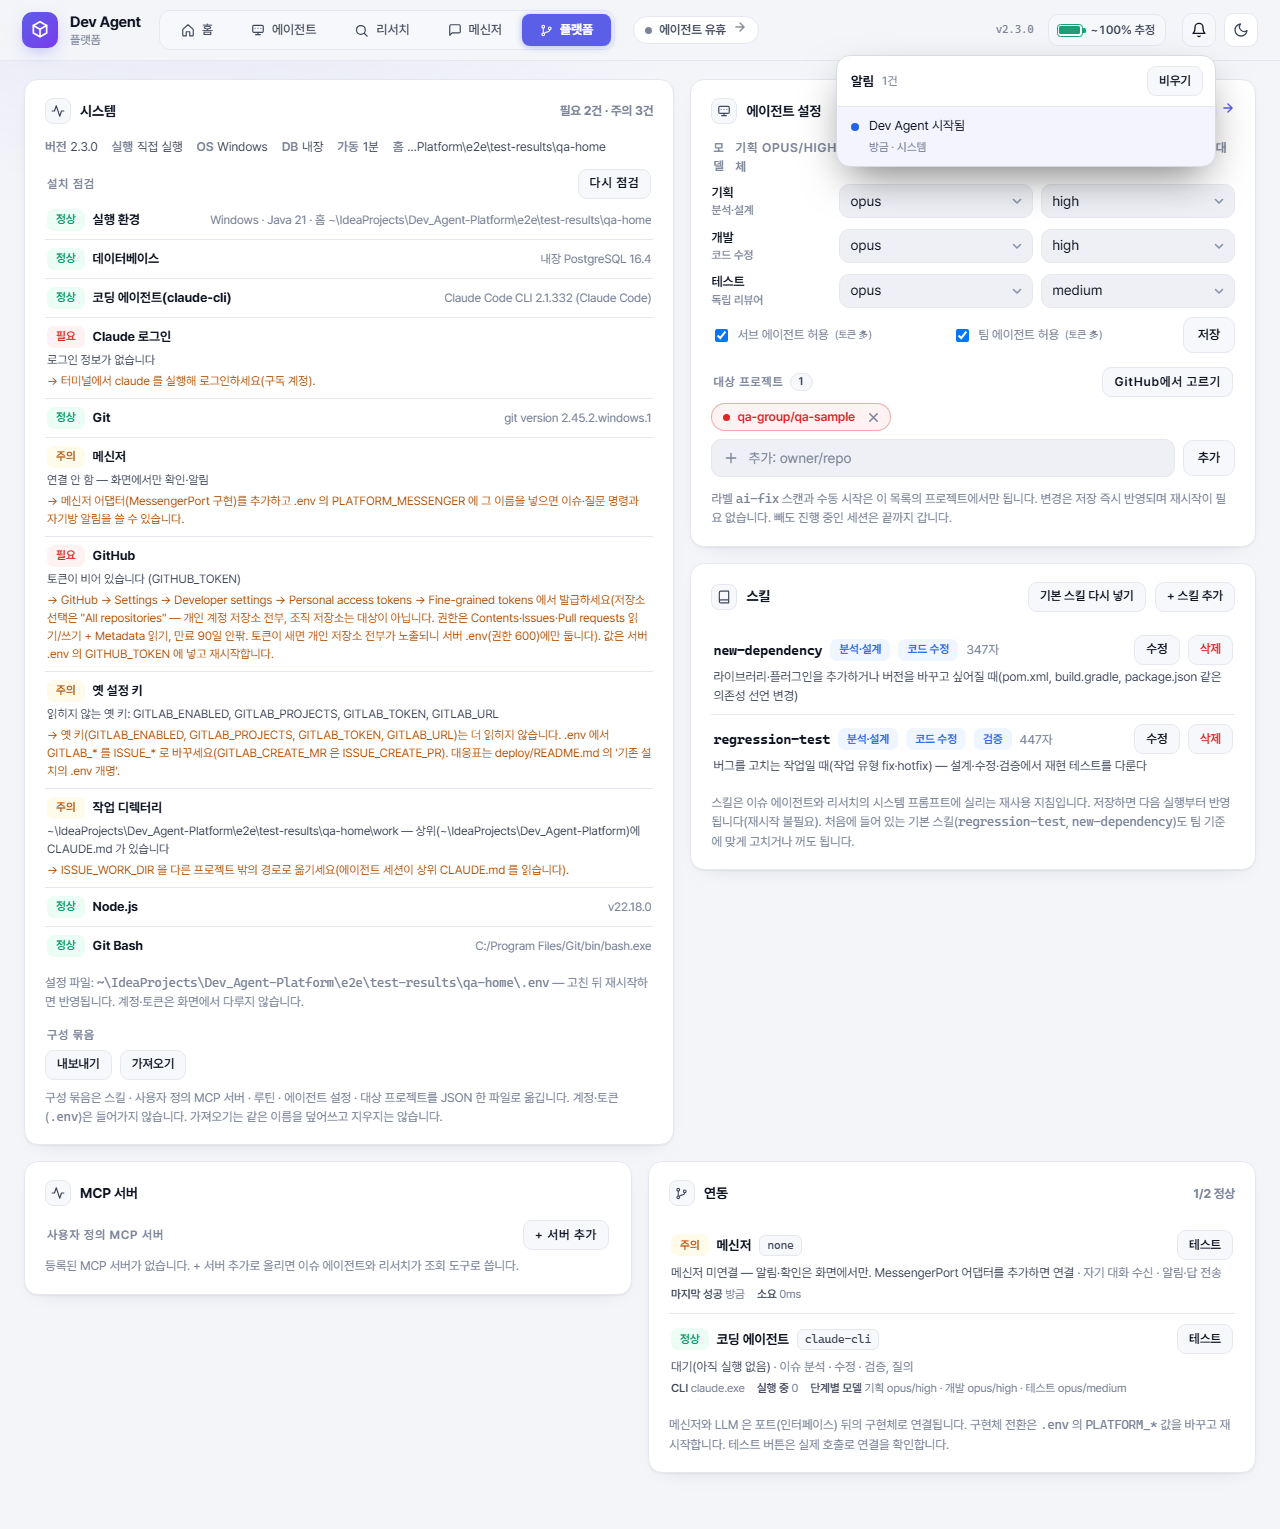 Dev Agent
플랫폼
홈
에이전트
리서치
메신저
플랫폼
에이전트 유휴 →
v2.3.0
~100% 추정
알림 1건
비우기
Dev Agent 시작됨
방금 · 시스템
시스템
필요 2건 · 주의 3건
버전 2.3.0 실행 직접 실행 OS Windows DB 내장 가동 1분 홈 …Platform\e2e\test-results\qa-home
설치 점검
다시 점검
정상 실행 환경 Windows · Java 21 · 홈 ~\IdeaProjects\Dev_Agent-Platform\e2e\test-results\qa-home
정상 데이터베이스 내장 PostgreSQL 16.4
정상 코딩 에이전트(claude-cli) Claude Code CLI 2.1.332 (Claude Code)
필요 Claude 로그인
로그인 정보가 없습니다
→ 터미널에서 claude 를 실행해 로그인하세요(구독 계정).
정상 Git git version 2.45.2.windows.1
주의 메신저
연결 안 함 — 화면에서만 확인·알림
→ 메신저 어댑터(MessengerPort 구현)를 추가하고 .env 의 PLATFORM_MESSENGER 에 그 이름을 넣으면 이슈·질문 명령과
자기방 알림을 쓸 수 있습니다.
필요 GitHub
토큰이 비어 있습니다 (GITHUB_TOKEN)
→ GitHub → Settings → Developer settings → Personal access tokens → Fine-grained tokens 에서 발급하세요(저장소
선택은 "All repositories" — 개인 계정 저장소 전부, 조직 저장소는 대상이 아닙니다. 권한은 Contents·Issues·Pull requests 읽
기/쓰기 + Metadata 읽기, 만료 90일 안팎. 토큰이 새면 개인 저장소 전부가 노출되니 서버 .env(권한 600)에만 둡니다). 값은 서버
.env 의 GITHUB_TOKEN 에 넣고 재시작합니다.
주의 옛 설정 키
읽히지 않는 옛 키: GITLAB_ENABLED, GITLAB_PROJECTS, GITLAB_TOKEN, GITLAB_URL
→ 옛 키(GITLAB_ENABLED, GITLAB_PROJECTS, GITLAB_TOKEN, GITLAB_URL)는 더 읽히지 않습니다. .env 에서
GITLAB_* 를 ISSUE_* 로 바꾸세요(GITLAB_CREATE_MR 은 ISSUE_CREATE_PR). 대응표는 deploy/README.md 의 '기존 설
치의 .env 개명'.
주의 작업 디렉터리
~\IdeaProjects\Dev_Agent-Platform\e2e\test-results\qa-home\work — 상위(~\IdeaProjects\Dev_Agent-Platform)에
CLAUDE.md 가 있습니다
→ ISSUE_WORK_DIR 을 다른 프로젝트 밖의 경로로 옮기세요(에이전트 세션이 상위 CLAUDE.md 를 읽습니다).
정상 Node.js v22.18.0
정상 Git Bash C:/Program Files/Git/bin/bash.exe
설정 파일: ~\IdeaProjects\Dev_Agent-Platform\e2e\test-results\qa-home\.env — 고친 뒤 재시작하
면 반영됩니다. 계정·토큰은 화면에서 다루지 않습니다.
구성 묶음
내보내기 가져오기
구성 묶음은 스킬 · 사용자 정의 MCP 서버 · 루틴 · 에이전트 설정 · 대상 프로젝트를 JSON 한 파일로 옮깁니다. 계정·토큰
(.env)은 들어가지 않습니다. 가져오기는 같은 이름을 덮어쓰고 지우지는 않습니다.
에이전트 설정
→
모 기획 OPUS/HIGH 대
델 체
기획 opus high
분석·설계
개발 opus high
코드 수정
테스트 opus medium
독립 리뷰어
서브 에이전트 허용 (토큰 多)
팀 에이전트 허용 (토큰 多)
저장
대상 프로젝트 1
GitHub에서 고르기
qa-group/qa-sample ×
+ 추가: owner/repo
추가
라벨 ai-fix 스캔과 수동 시작은 이 목록의 프로젝트에서만 됩니다. 변경은 저장 즉시 반영되며 재시작이 필
요 없습니다. 빼도 진행 중인 세션은 끝까지 갑니다.
스킬
기본 스킬 다시 넣기
+ 스킬 추가
new-dependency 분석·설계 코드 수정 347자 수정 삭제
라이브러리·플러그인을 추가하거나 버전을 바꾸고 싶어질 때(pom.xml, build.gradle, package.json 같은
의존성 선언 변경)
regression-test 분석·설계 코드 수정 검증 447자 수정 삭제
버그를 고치는 작업일 때(작업 유형 fix·hotfix) — 설계·수정·검증에서 재현 테스트를 다룬다
스킬은 이슈 에이전트와 리서치의 시스템 프롬프트에 실리는 재사용 지침입니다. 저장하면 다음 실행부터 반영
됩니다(재시작 불필요). 처음에 들어 있는 기본 스킬(regression-test, new-dependency)도 팀 기준
에 맞게 고치거나 꺼도 됩니다.
MCP 서버
사용자 정의 MCP 서버
+ 서버 추가
등록된 MCP 서버가 없습니다. + 서버 추가로 올리면 이슈 에이전트와 리서치가 조회 도구로 씁니다.
연동
1/2 정상
주의 메신저 none 테스트
메신저 미연결 — 알림·확인은 화면에서만. MessengerPort 어댑터를 추가하면 연결 · 자기 대화 수신 · 알림·답 전송
마지막 성공 방금 소요 0ms
정상 코딩 에이전트 claude-cli 테스트
대기(아직 실행 없음) · 이슈 분석 · 수정 · 검증, 질의
CLI claude.exe 실행 중 0 단계별 모델 기획 opus/high · 개발 opus/high · 테스트 opus/medium
메신저와 LLM 은 포트(인터페이스) 뒤의 구현체로 연결됩니다. 구현체 전환은 .env 의 PLATFORM_* 값을 바꾸고 재
시작합니다. 테스트 버튼은 실제 호출로 연결을 확인합니다.